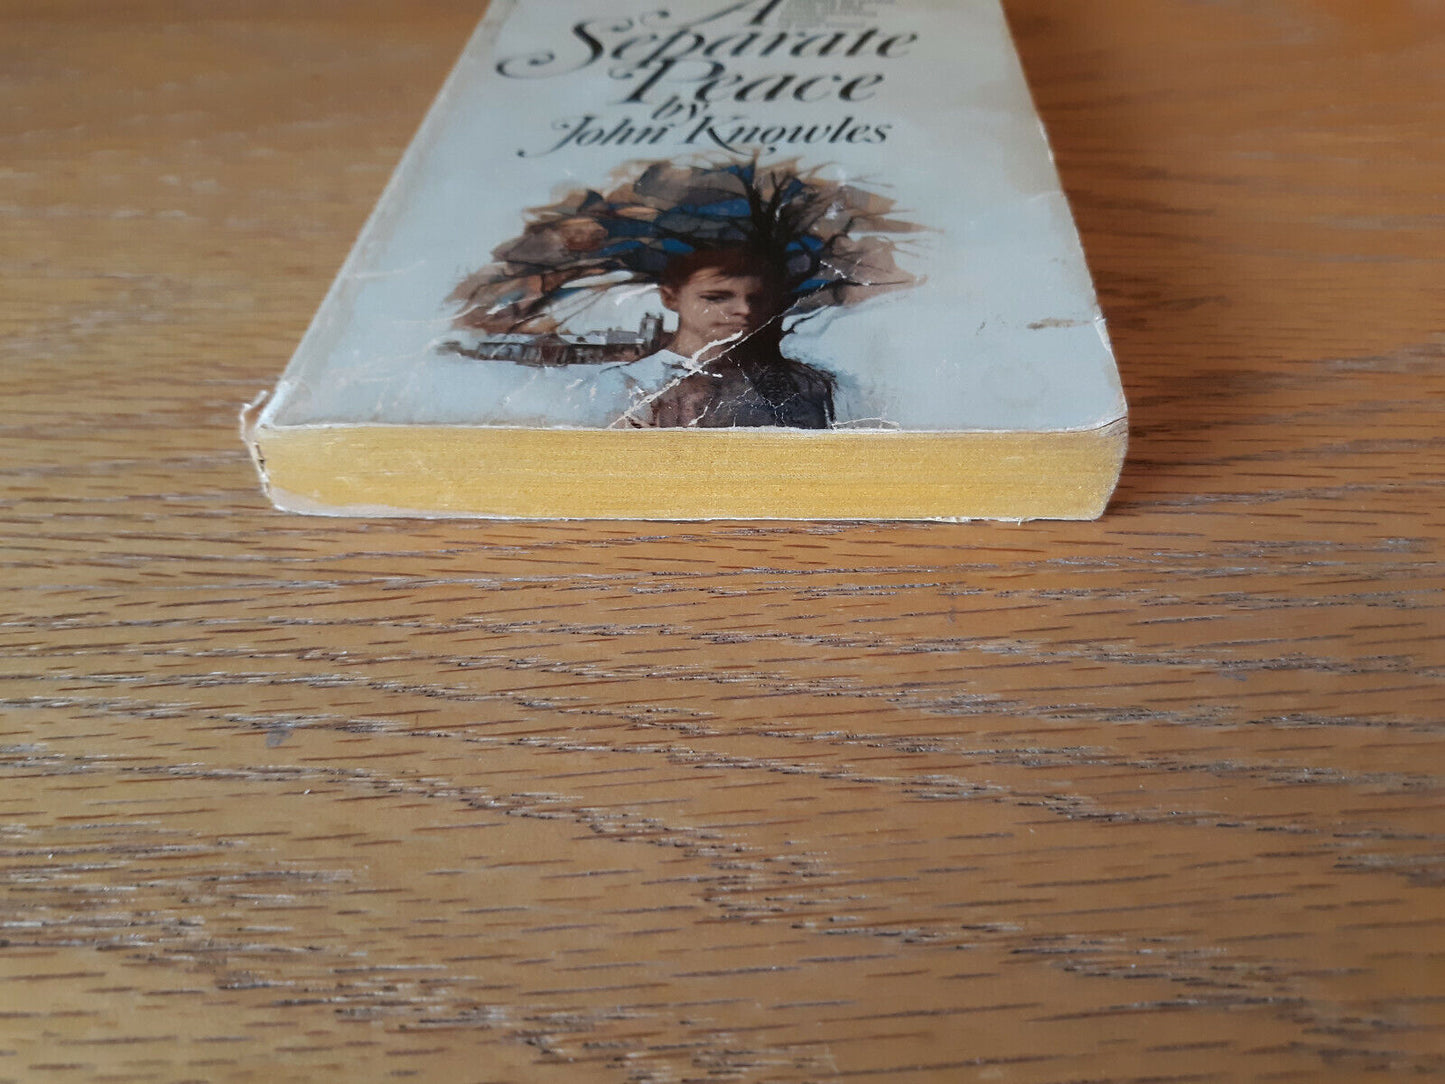 A
Separate
Peace
by
John Knowles